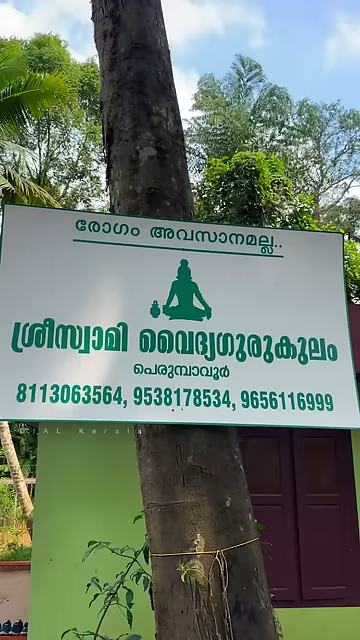 രോഗം അവസാനമല്ല..
ശ്രീസ്വാമി വൈദ്യഗുരുകുലം
പെരുമ്പാവൂർ
8113063564, 9538178534, 9656116999